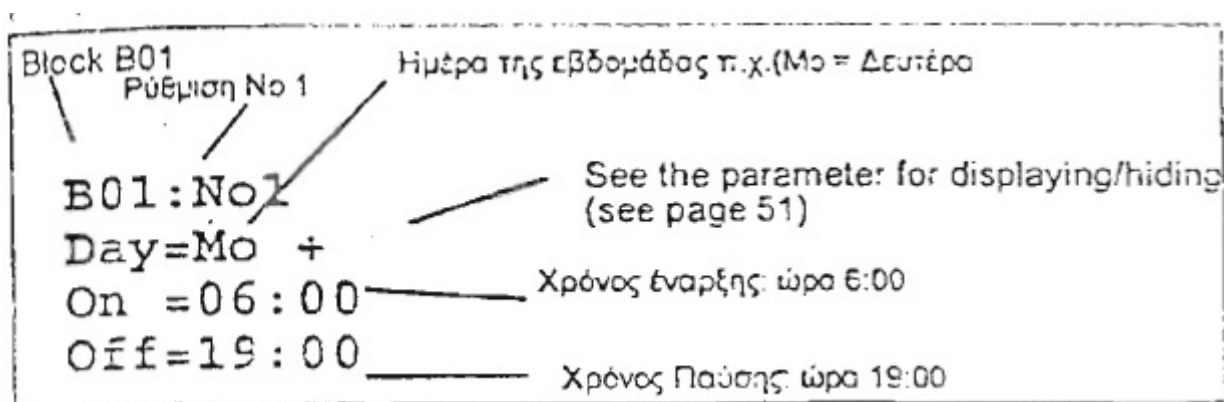 Block B01
Ρύθμιση No 1
Ημέρα της εβδομάδας π.χ.(Mo = Δευτέρα
B01:No1
Day=Mo +
See the parameter for displaying/hiding
(see page 51)
On =06:00
Χρόνος έναρξης: ώρα 6:00
Off=19:00
Χρόνος Παύσης: ώρα 19:00